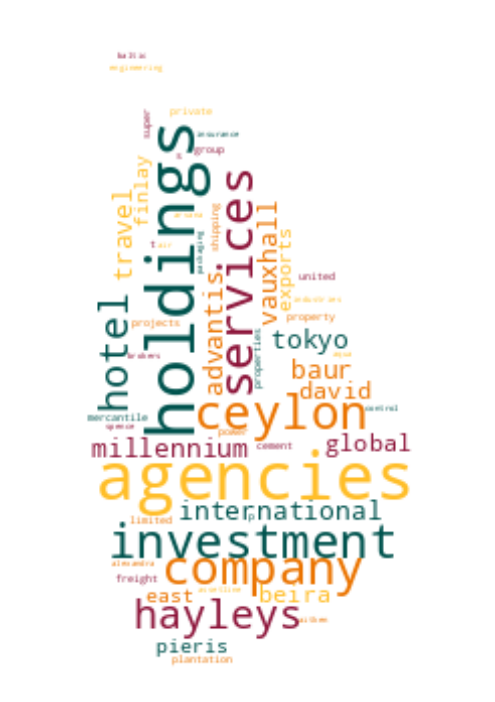 baltic
engineering
super
private
insurance
group
s
holdings
services
travel
finlay
shipping
packaging
t
air
vauxhall
exports
united
industries
property
hotel
projects
advantis
properties
tokyo
brokers
baur
david
control
ceylon
mercantile
spence
power
millennium
cement
global
agencies
international
p
limited
investment
alexandra
company
freight
east
beira
hayleys
aitken
pieris
plantation